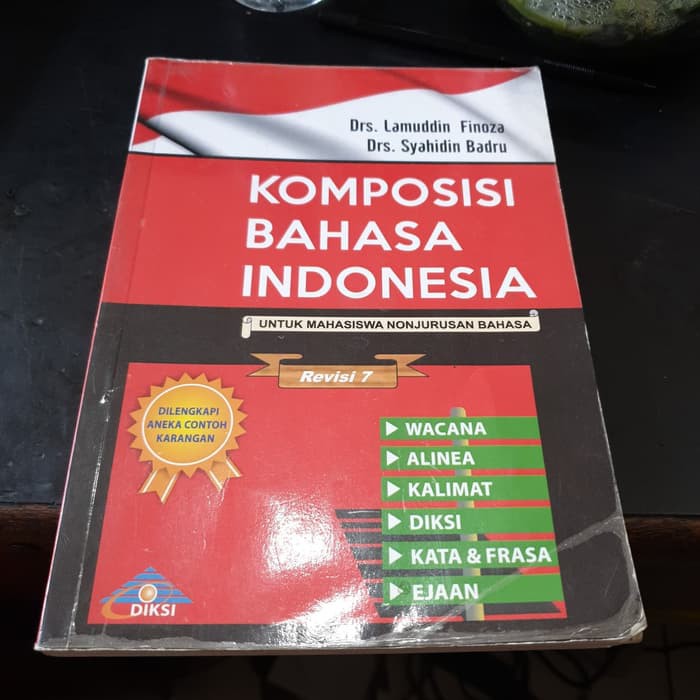 Drs. Lamuddin Finoza
Drs. Syahidin Badru
KOMPOSISI
BAHASA
INDONESIA
UNTUK MAHASISWA NONJURUSAN BAHASA
Revisi 7
DILENGKAPI
ANEKA CONTOH
KARANGAN
WACANA
ALINEA
KALIMAT
DIKSI
KATA & FRASA
EJAAN
DIKSI